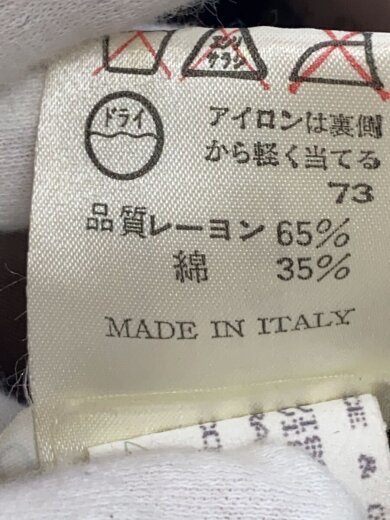 エンソ
サラシ
ドライ
アイロンは裏側
から軽く当てる
73
品質レーヨン 65%
綿 35%
MADE IN ITALY